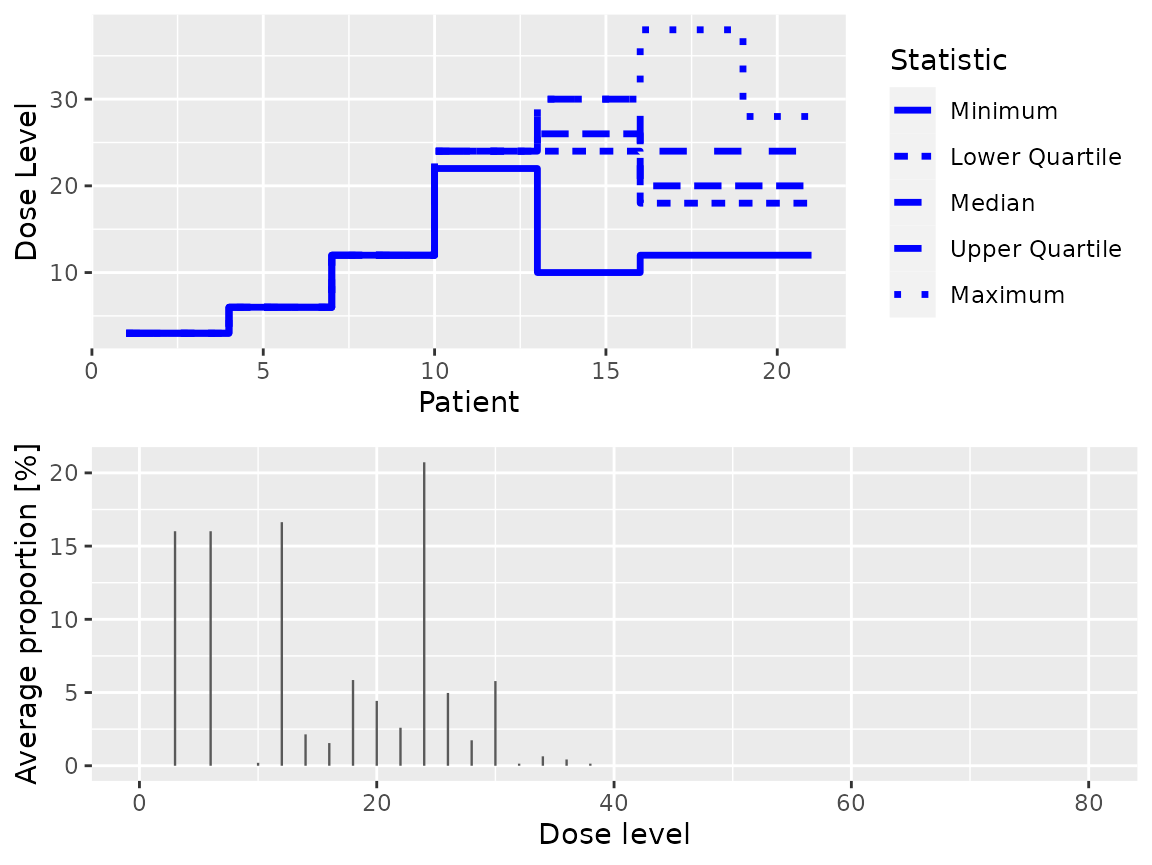 Dose Level
30
20
10
0
5
10
15
20
Patient
Statistic
Minimum
Lower Quartile
Median
Upper Quartile
Maximum
Average proportion [%]
20
15
10
5
0
0
20
40
60
80
Dose level